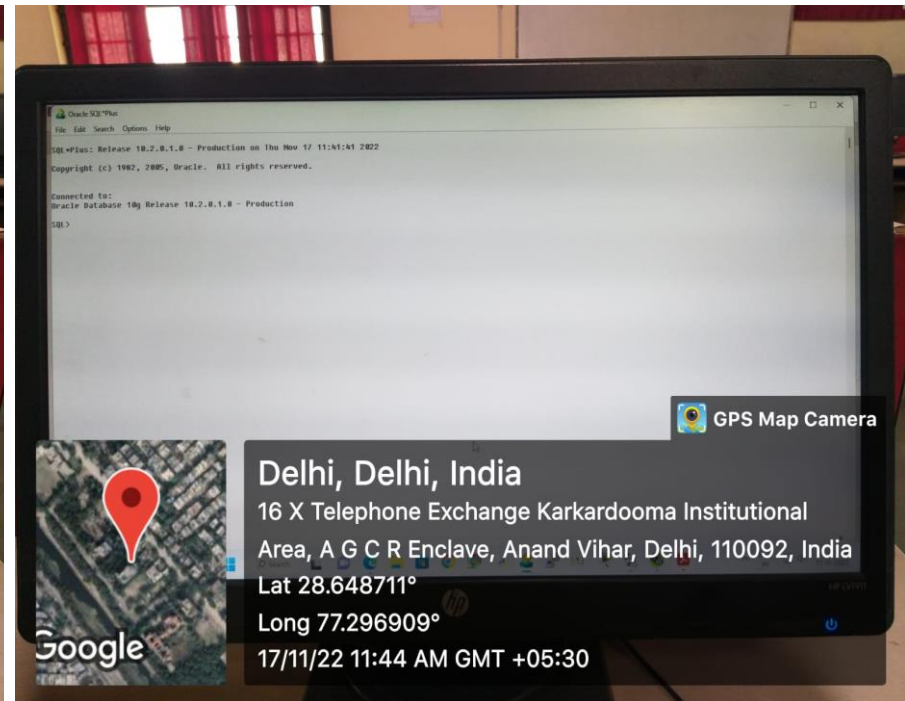 Oracle SQL*Plus
File Edit Search Options Help
SQL*Plus: Release 10.2.0.1.0 - Production on Thu Nov 17 11:41:41 2022
Copyright (c) 1982, 2005, Oracle.  All rights reserved.
Connected to:
Oracle Database 10g Release 10.2.0.1.0 - Production
SQL>
GPS Map Camera
Delhi, Delhi, India
16 X Telephone Exchange Karkardooma Institutional
Area, A G C R Enclave, Anand Vihar, Delhi, 110092, India
Lat 28.648711°
Long 77.296909°
17/11/22 11:44 AM GMT +05:30
Google
hp